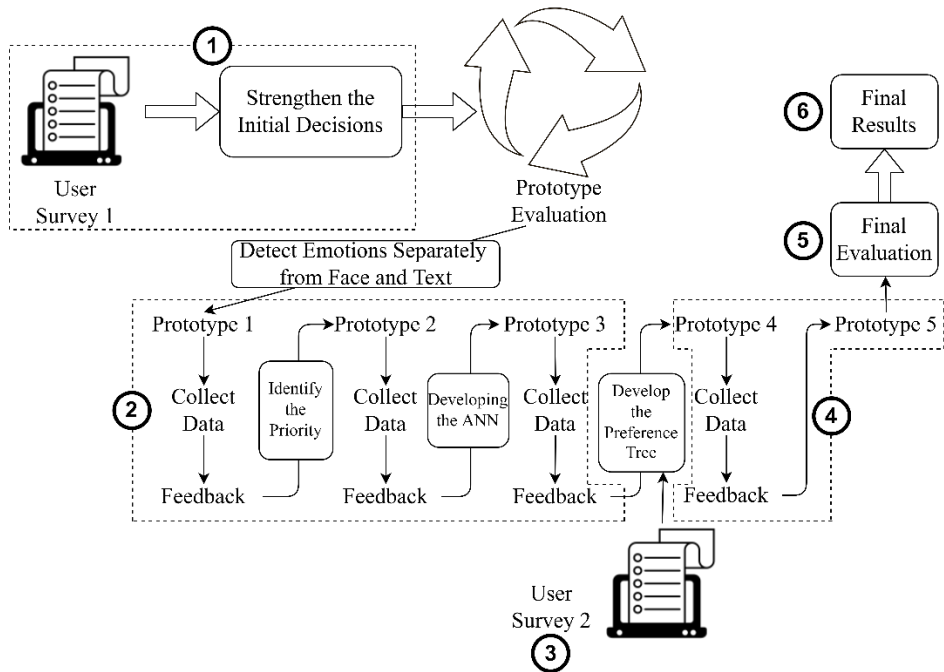 1
Strengthen the
Initial Decisions
User
Survey 1
Prototype
Evaluation
6
Final
Results
5
Final
Evaluation
Detect Emotions Separately
from Face and Text
2
Prototype 1
Collect
Data
Feedback
Identify
the
Priority
Prototype 2
Collect
Data
Feedback
Developing
the ANN
Prototype 3
Collect
Data
Feedback
Develop
the
Preference
Tree
Prototype 4
Collect
Data
Feedback
4
Prototype 5
User
Survey 2
3